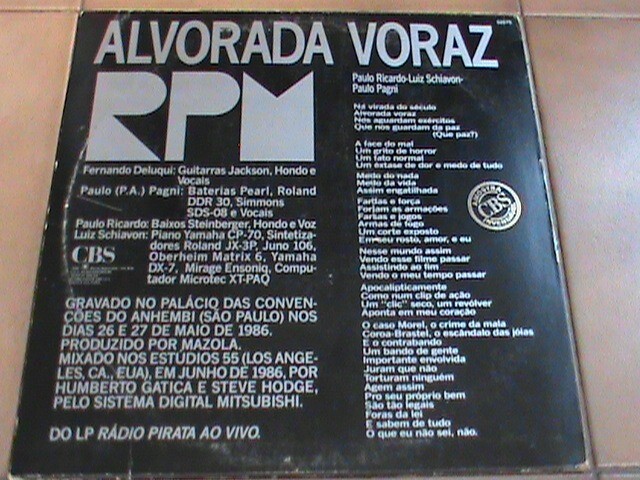 ALVORADA VORAZ
RPM
Fernando Deluqui: Guitarras Jackson, Hondo e
Vocais
Paulo (P.A.) Pagni: Baterias Pearl, Roland
DDR 30, Simmons
SDS-08 e Vocais
Paulo Ricardo: Baixos Steinberger, Hondo e Voz
Luiz Schiavon: Piano Yamaha CP-70, Sintetiza-
dores Roland JX-3P, Juno 106,
Oberheim Matrix 6, Yamaha
DX-7, Mirage Ensoniq, Compu-
tador Microtec XT-PAQ
CBS
GRAVADO NO PALÁCIO DAS CONVEN-
ÇÕES DO ANHEMBI (SÃO PAULO) NOS
DIAS 26 E 27 DE MAIO DE 1986.
PRODUZIDO POR MAZOLA.
MIXADO NOS ESTÚDIOS 55 (LOS ANGE-
LES, CA., EUA), EM JUNHO DE 1986, POR
HUMBERTO GATICA E STEVE HODGE,
PELO SISTEMA DIGITAL MITSUBISHI.
DO LP RÁDIO PIRATA AO VIVO.
Paulo Ricardo-Luiz Schiavon-
Paulo Pagni
Na virada do século
Alvorada voraz
Nos aguardam exércitos
Que nos guardam da paz
(Que paz?)
A face do mal
Um grito de horror
Um fato normal
Um êxtase de dor e medo de tudo
Medo do nada
Medo da vida
Assim engatilhada
Fardas e força
Forjam as armações
Farsas e jogos
Armas de fogo
Um corte exposto
Em seu rosto, amor, e eu
Nesse mundo assim
Vendo esse filme passar
Assistindo ao fim
Vendo o meu tempo passar
Apocalipticamente
Como num clip de ação
Um "clic" seco, um revólver
Aponta em meu coração
O caso Morel, o crime da mala
Coroa-Brastel, o escândalo das jóias
E o contrabando
Um bando de gente
Importante envolvida
Juram que não
Torturam ninguém
Agem assim
Pro seu próprio bem
São tão legais
Foras da lei
E sabem de tudo
O que eu não sei, não.
AMOSTRA
CBS
INVENDÁVEL